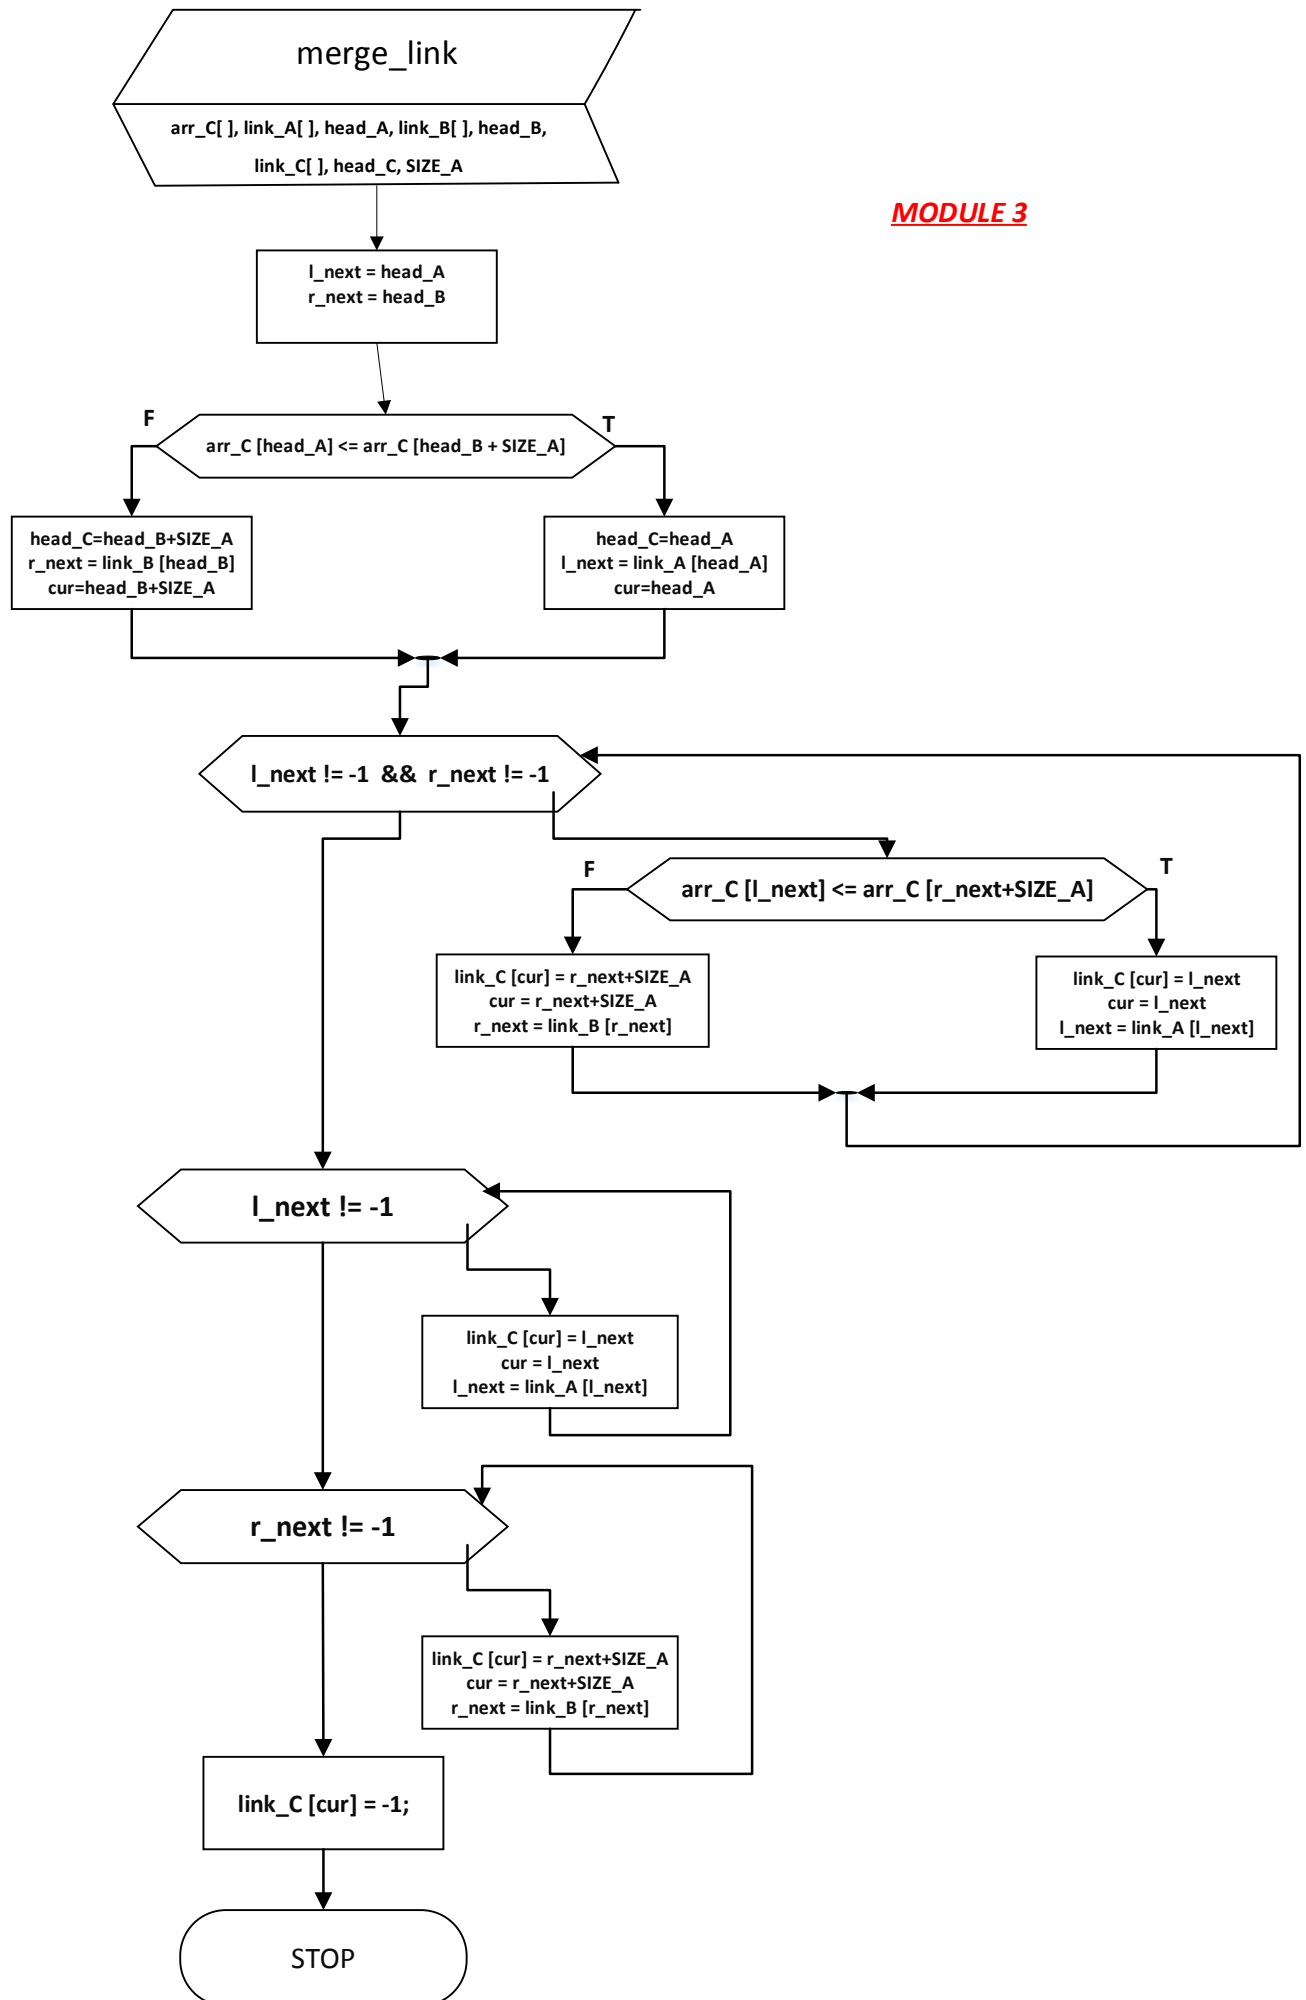 merge_link
arr_C[ ], link_A[ ], head_A, link_B[ ], head_B,
link_C[ ], head_C, SIZE_A
MODULE 3
l_next = head_A
r_next = head_B
F
T
arr_C [head_A] <= arr_C [head_B + SIZE_A]
head_C=head_B+SIZE_A
r_next = link_B [head_B]
cur=head_B+SIZE_A
head_C=head_A
l_next = link_A [head_A]
cur=head_A
l_next != -1  &&  r_next != -1
F
T
arr_C [l_next] <= arr_C [r_next+SIZE_A]
link_C [cur] = r_next+SIZE_A
cur = r_next+SIZE_A
r_next = link_B [r_next]
link_C [cur] = l_next
cur = l_next
l_next = link_A [l_next]
l_next != -1
link_C [cur] = l_next
cur = l_next
l_next = link_A [l_next]
r_next != -1
link_C [cur] = r_next+SIZE_A
cur = r_next+SIZE_A
r_next = link_B [r_next]
link_C [cur] = -1;
STOP